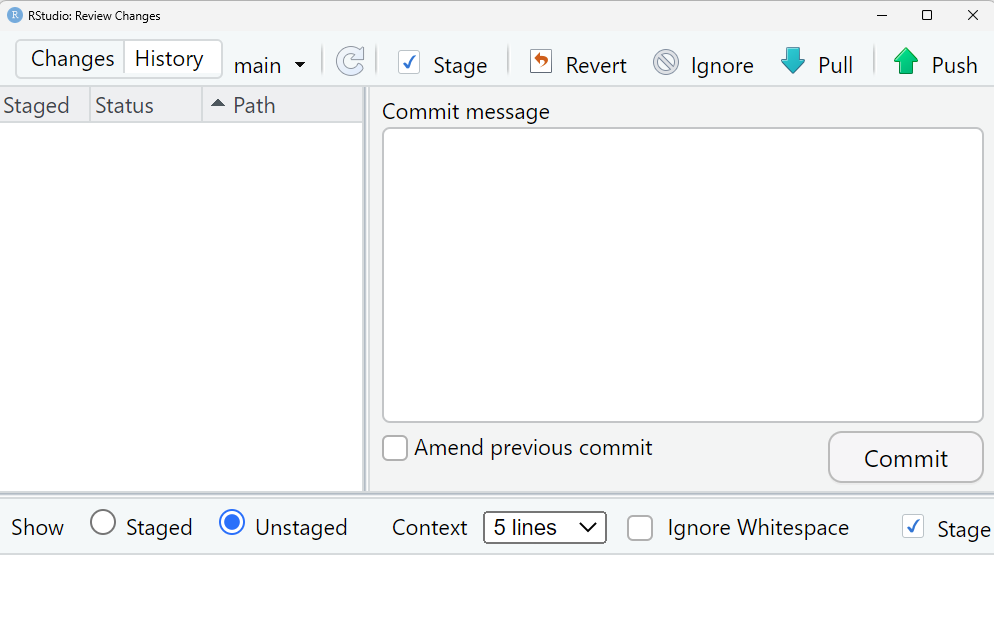 R RStudio: Review Changes
Changes History main Stage Revert Ignore Pull Push
Staged Status Path
Commit message
Amend previous commit
Commit
Show Staged Unstaged Context 5 lines Ignore Whitespace Stage